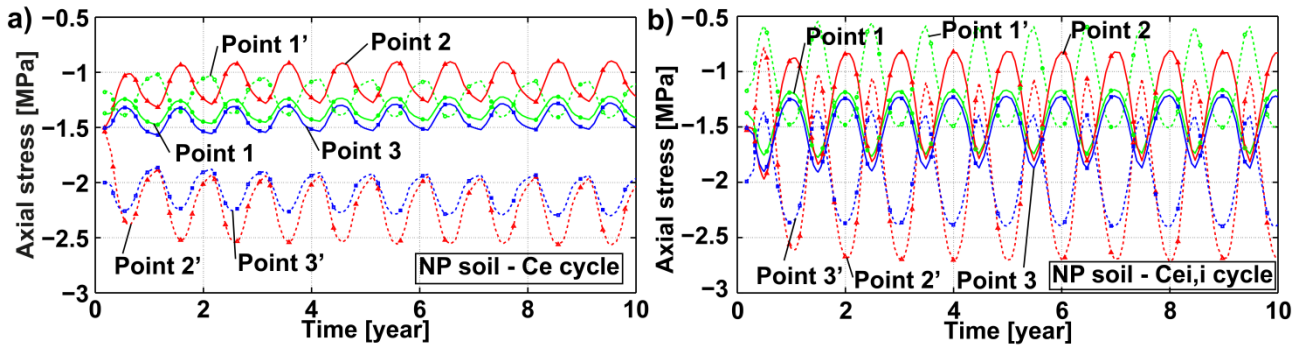 a)
Axial stress [MPa]
−0.5
−1
−1.5
−2
−2.5
−3
Point 1’
Point 2
Point 1
Point 3
Point 2’
Point 3’
NP soil - Ce cycle
0 2 4 6 8 10
Time [year]
b)
Axial stress [MPa]
−0.5
−1
−1.5
−2
−2.5
−3
Point 1
Point 1’
Point 2
Point 3’
Point 2’
Point 3
NP soil - Cei,i cycle
0 2 4 6 8 10
Time [year]